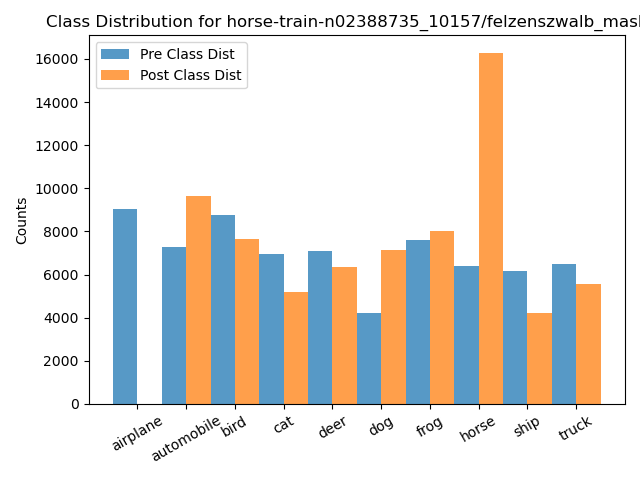 Class Distribution for horse-train-n02388735_10157/felzenszwalb_mas
Pre Class Dist
Post Class Dist
16000
14000
12000
10000
8000
6000
4000
2000
0
Counts
airplane
automobile
bird
cat
deer
dog
frog
horse
ship
truck